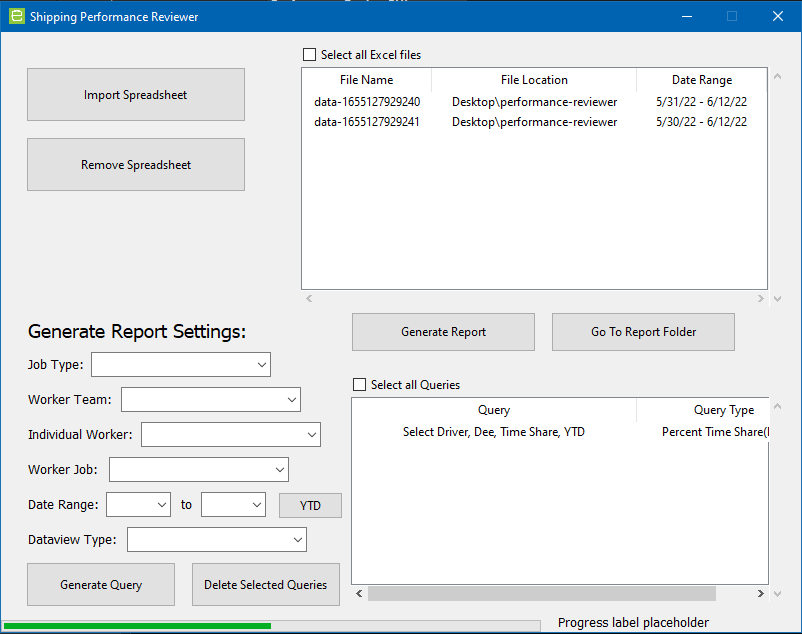 Shipping Performance Reviewer
Import Spreadsheet
Remove Spreadsheet
Select all Excel files
File Name File Location Date Range
data-1655127929240 Desktop\performance-reviewer 5/31/22 - 6/12/22
data-1655127929241 Desktop\performance-reviewer 5/30/22 - 6/12/22
Generate Report Go To Report Folder
Generate Report Settings:
Job Type:
Worker Team:
Individual Worker:
Worker Job:
Date Range: to YTD
Dataview Type:
Generate Query Delete Selected Queries
Select all Queries
Query Query Type
Select Driver, Dee, Time Share, YTD Percent Time Share(
Progress label placeholder